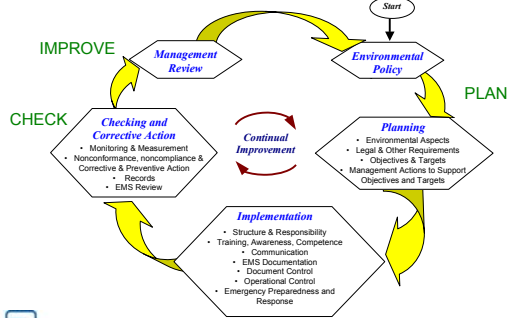 Start
IMPROVE
Management
Review
Environmental
Policy
PLAN
CHECK
Checking and
Corrective Action
• Monitoring & Measurement
• Nonconformance, noncompliance &
Corrective & Preventive Action
• Records
• EMS Review
Continual
Improvement
Planning
• Environmental Aspects
• Legal & Other Requirements
• Objectives & Targets
• Management Actions to Support
Objectives and Targets
Implementation
• Structure & Responsibility
• Training, Awareness, Competence
• Communication
• EMS Documentation
• Document Control
• Operational Control
• Emergency Preparedness and
Response